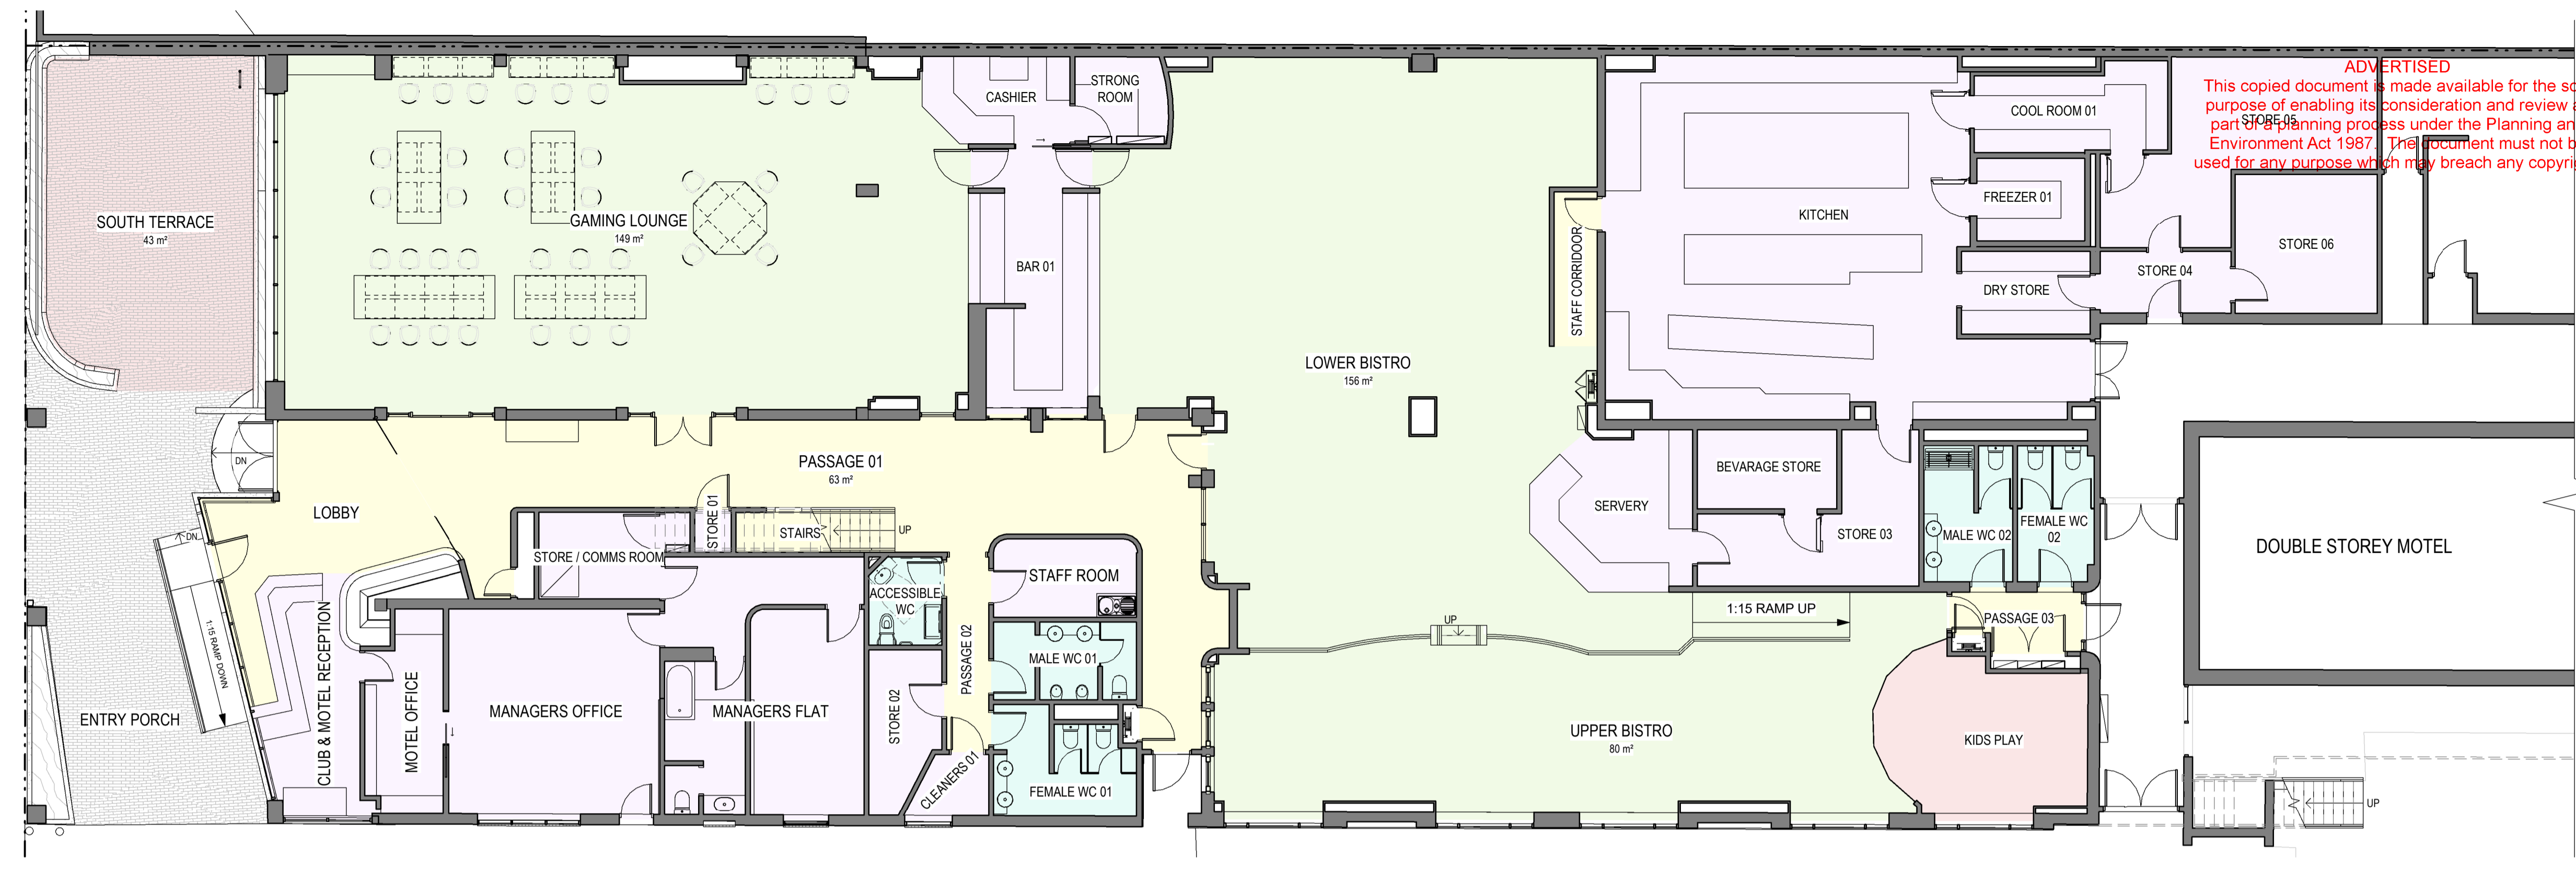 ADVERTISED
This copied document is made available for the so
purpose of enabling its consideration and review a
part of a planning process under the Planning an
Environment Act 1987. The document must not b
used for any purpose which may breach any copyri
STORE 05
CASHIER
STRONG
ROOM
COOL ROOM 01
FREEZER 01
KITCHEN
SOUTH TERRACE
43 m²
GAMING LOUNGE
149 m²
BAR 01
STAFF CORRIDOOR
STORE 06
STORE 04
DRY STORE
LOWER BISTRO
156 m²
DN
PASSAGE 01
63 m²
BEVARAGE STORE
SERVERY
LOBBY
STORE 01
STAIRS
UP
STORE 03
MALE WC 02
FEMALE WC
02
DOUBLE STOREY MOTEL
DN
STORE / COMMS ROOM
STAFF ROOM
ACCESSIBLE
WC
1:15 RAMP UP
UP
PASSAGE 03
1:15 RAMP DOWN
CLUB & MOTEL RECEPTION
MOTEL OFFICE
MANAGERS OFFICE
MANAGERS FLAT
STORE 02
PASSAGE 02
MALE WC 01
ENTRY PORCH
UPPER BISTRO
80 m²
KIDS PLAY
CLEANERS 01
FEMALE WC 01
UP